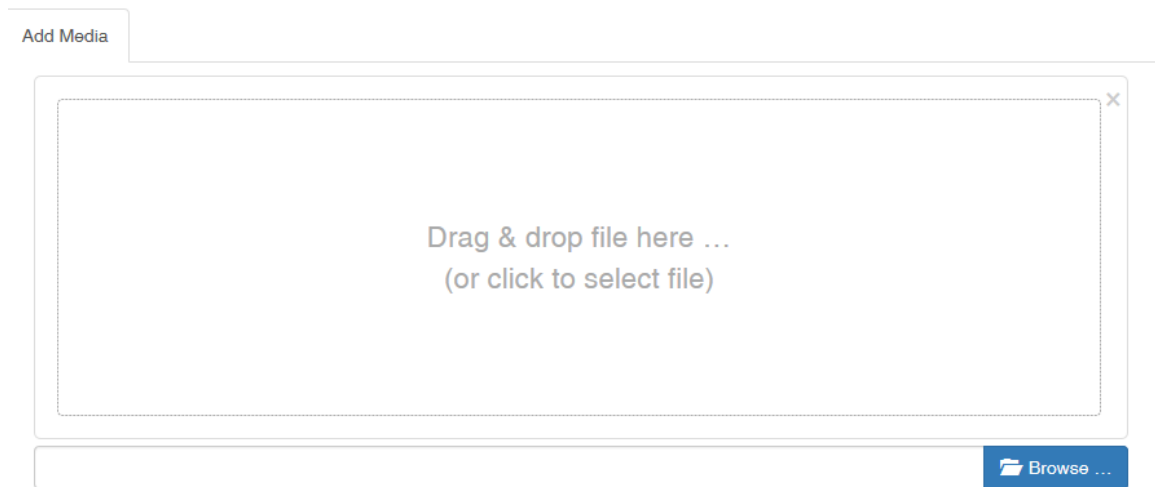 Add Media
×
Drag & drop file here ...
(or click to select file)
Browse ...